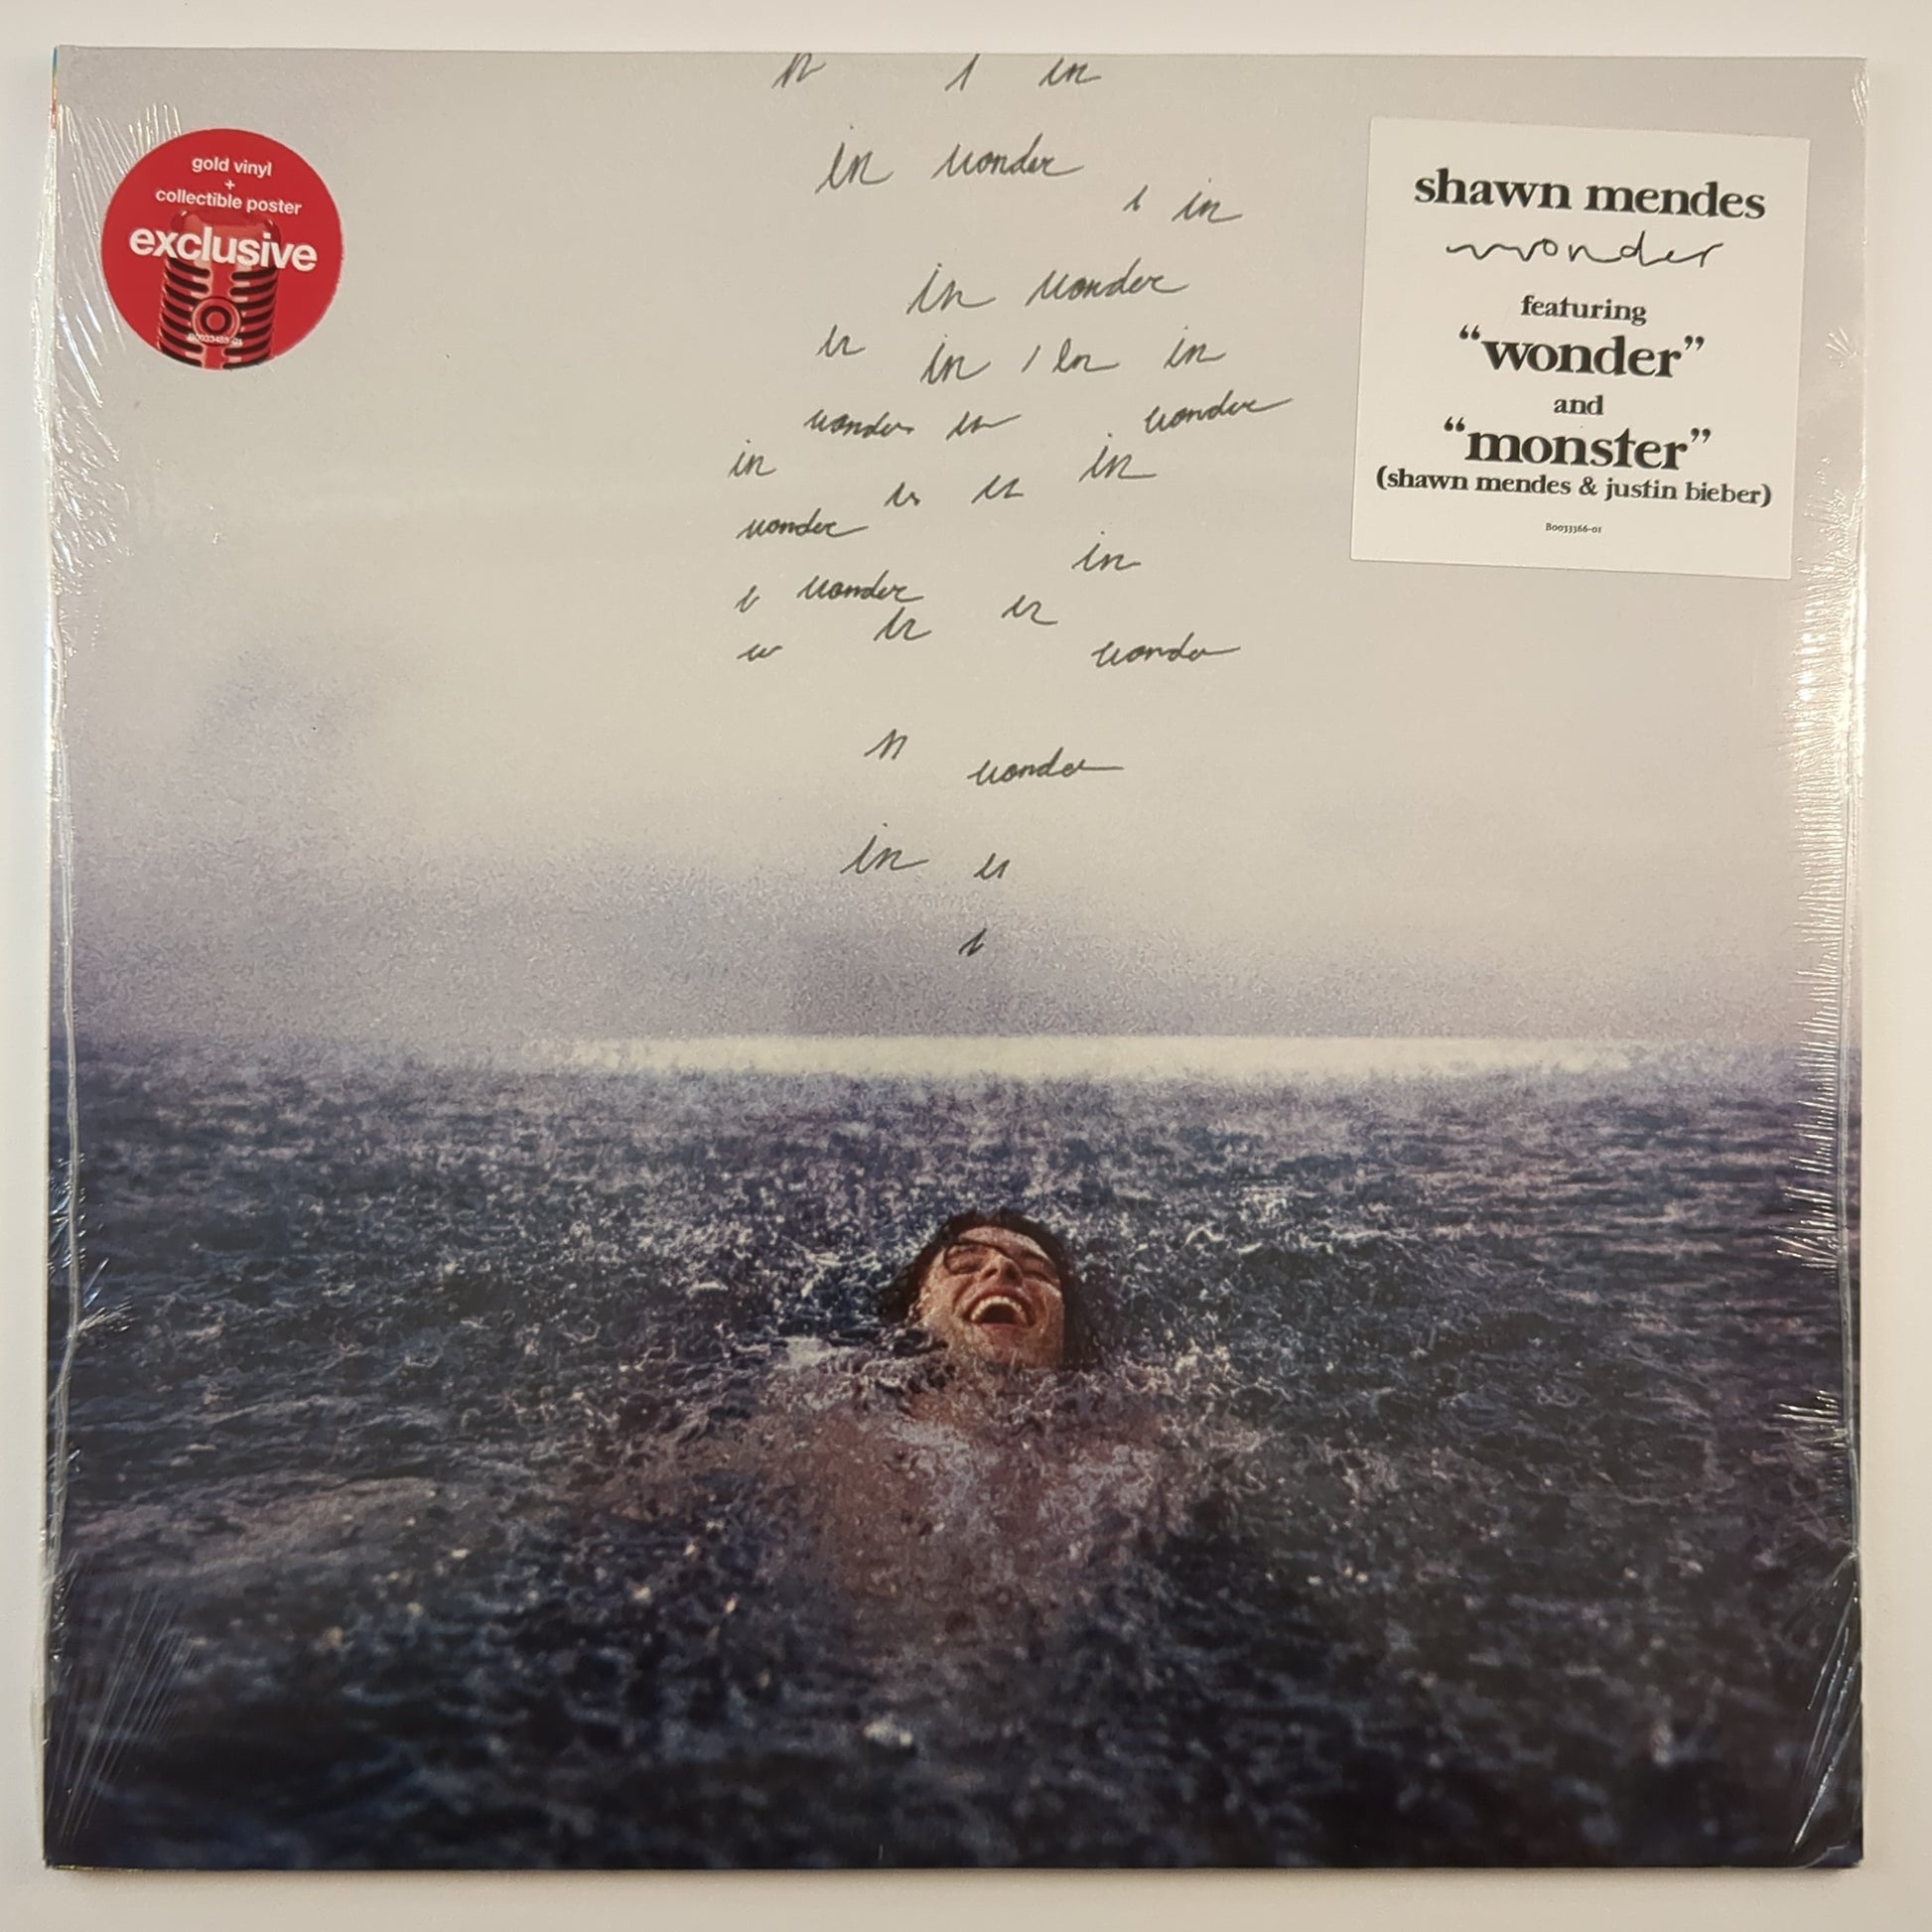 gold vinyl
+
collectible poster
exclusive
shawn mendes
wonder
featuring
“wonder”
and
“monster”
(shawn mendes & justin bieber)
B0033366-01
in
in wonder
in
in wonder
in in
wonder wonder
in in
wonder
in
wonder
wonder
wonder
in